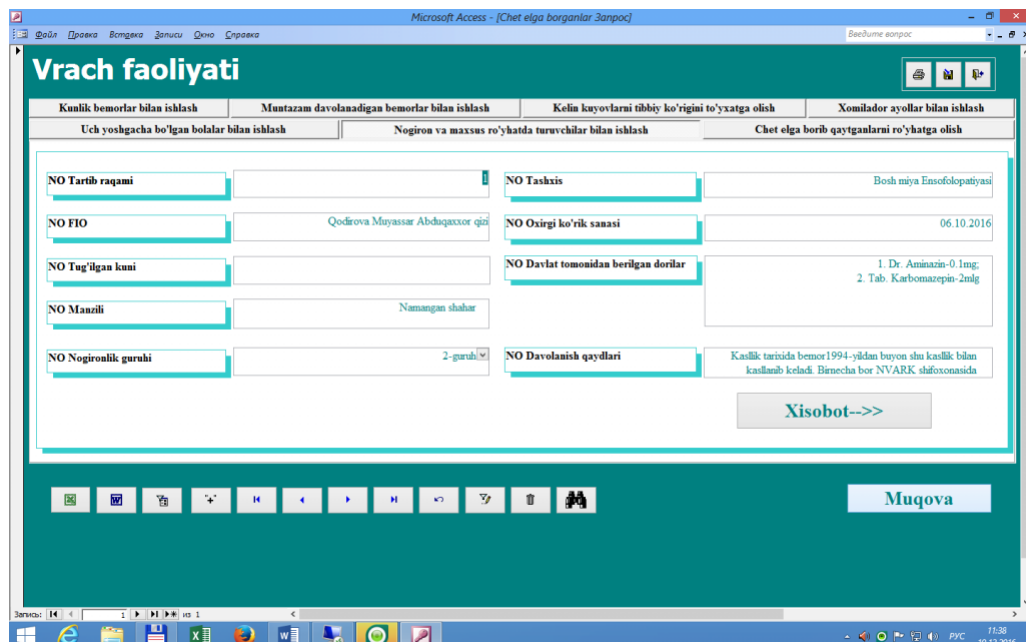 Microsoft Access - [Chet elga borganlar Запрос]
Файл Правка Вставка Записи Окно Справка
Введите вопрос
Vrach faoliyati
Kunlik bemorlar bilan ishlash
Muntazam davolanadigan bemorlar bilan ishlash
Kelin kuyovlarni tibbiy ko'rigini to'yxatga olish
Xomilador ayollar bilan ishlash
Uch yoshgacha bo'lgan bolalar bilan ishlash
Nogiron va maxsus ro'yhatda turuvchilar bilan ishlash
Chet elga borib qaytganlarni ro'yhatga olish
NO Tartib raqami
1
NO Tashxis
Bosh miya Ensofolopatiyasi
NO FIO
Qodirova Muyassar Abduqaxxor qizi
NO Oxirgi ko'rik sanasi
06.10.2016
NO Tug'ilgan kuni
NO Davlat tomonidan berilgan dorilar
1. Dr. Aminazin-0.1mg;
2. Tab. Karbomazepin-2mlg
NO Manzili
Namangan shahar
NO Nogironlik guruhi
2-guruh
NO Davolanish qaydlari
Kasllik tarixida bemor1994-yildan buyon shu kasllik bilan
kasllanib keladi. Birnecha bor NVARK shifoxonasida
Xisobot-->>
Muqova
Запись: 1 из 1
РУС
11:38
10.12.2016